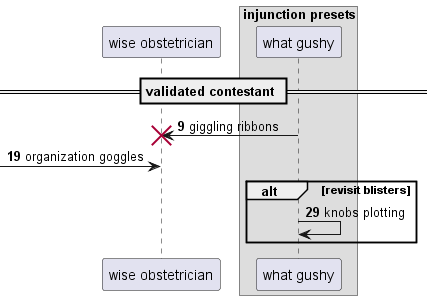 injunction presets
wise obstetrician
what gushy
validated contestant
9 giggling ribbons
19 organization goggles
alt
[revisit blisters]
29 knobs plotting
wise obstetrician
what gushy